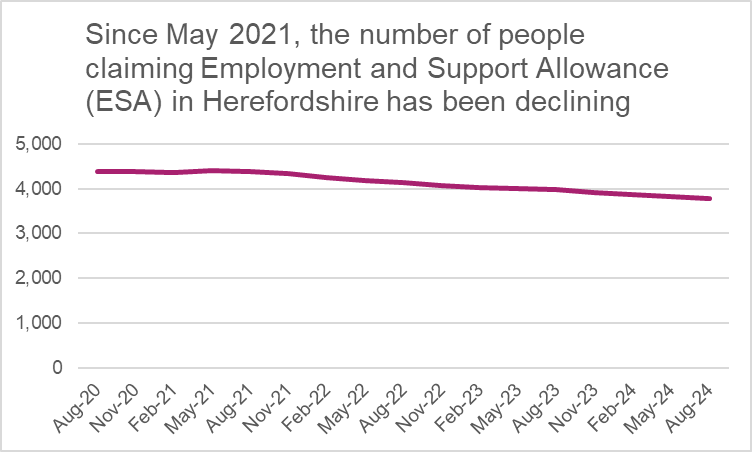 Since May 2021, the number of people
claiming Employment and Support Allowance
(ESA) in Herefordshire has been declining
5,000
4,000
3,000
2,000
1,000
0
Aug-20
Nov-20
Feb-21
May-21
Aug-21
Nov-21
Feb-22
May-22
Aug-22
Nov-22
Feb-23
May-23
Aug-23
Nov-23
Feb-24
May-24
Aug-24